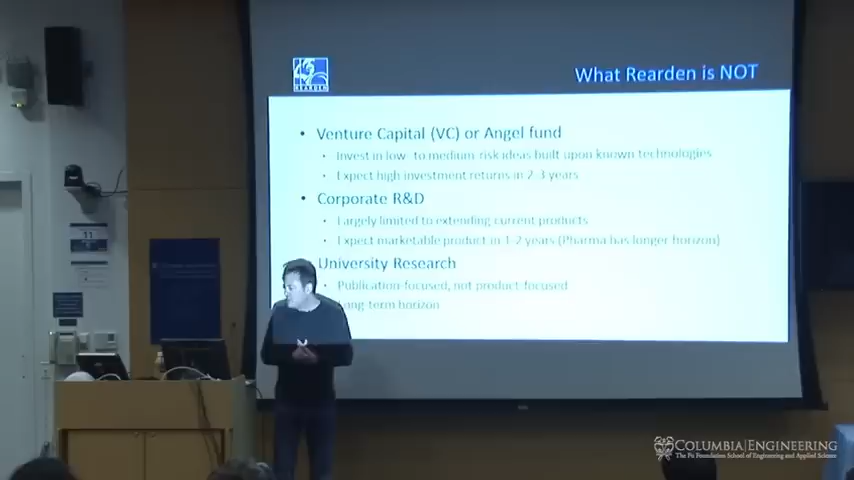 REARDEN
What Rearden is NOT
• Venture Capital (VC) or Angel fund
• Invest in low- to medium-risk ideas built upon known technologies
• Expect high investment returns in 2-3 years
• Corporate R&D
• Largely limited to extending current products
• Expect marketable product in 1-2 years (Pharma has longer horizon)
University Research
• Publication-focused, not product-focused
Long-term horizon
11
COLUMBIA ENGINEERING
The Fu Foundation School of Engineering and Applied Science